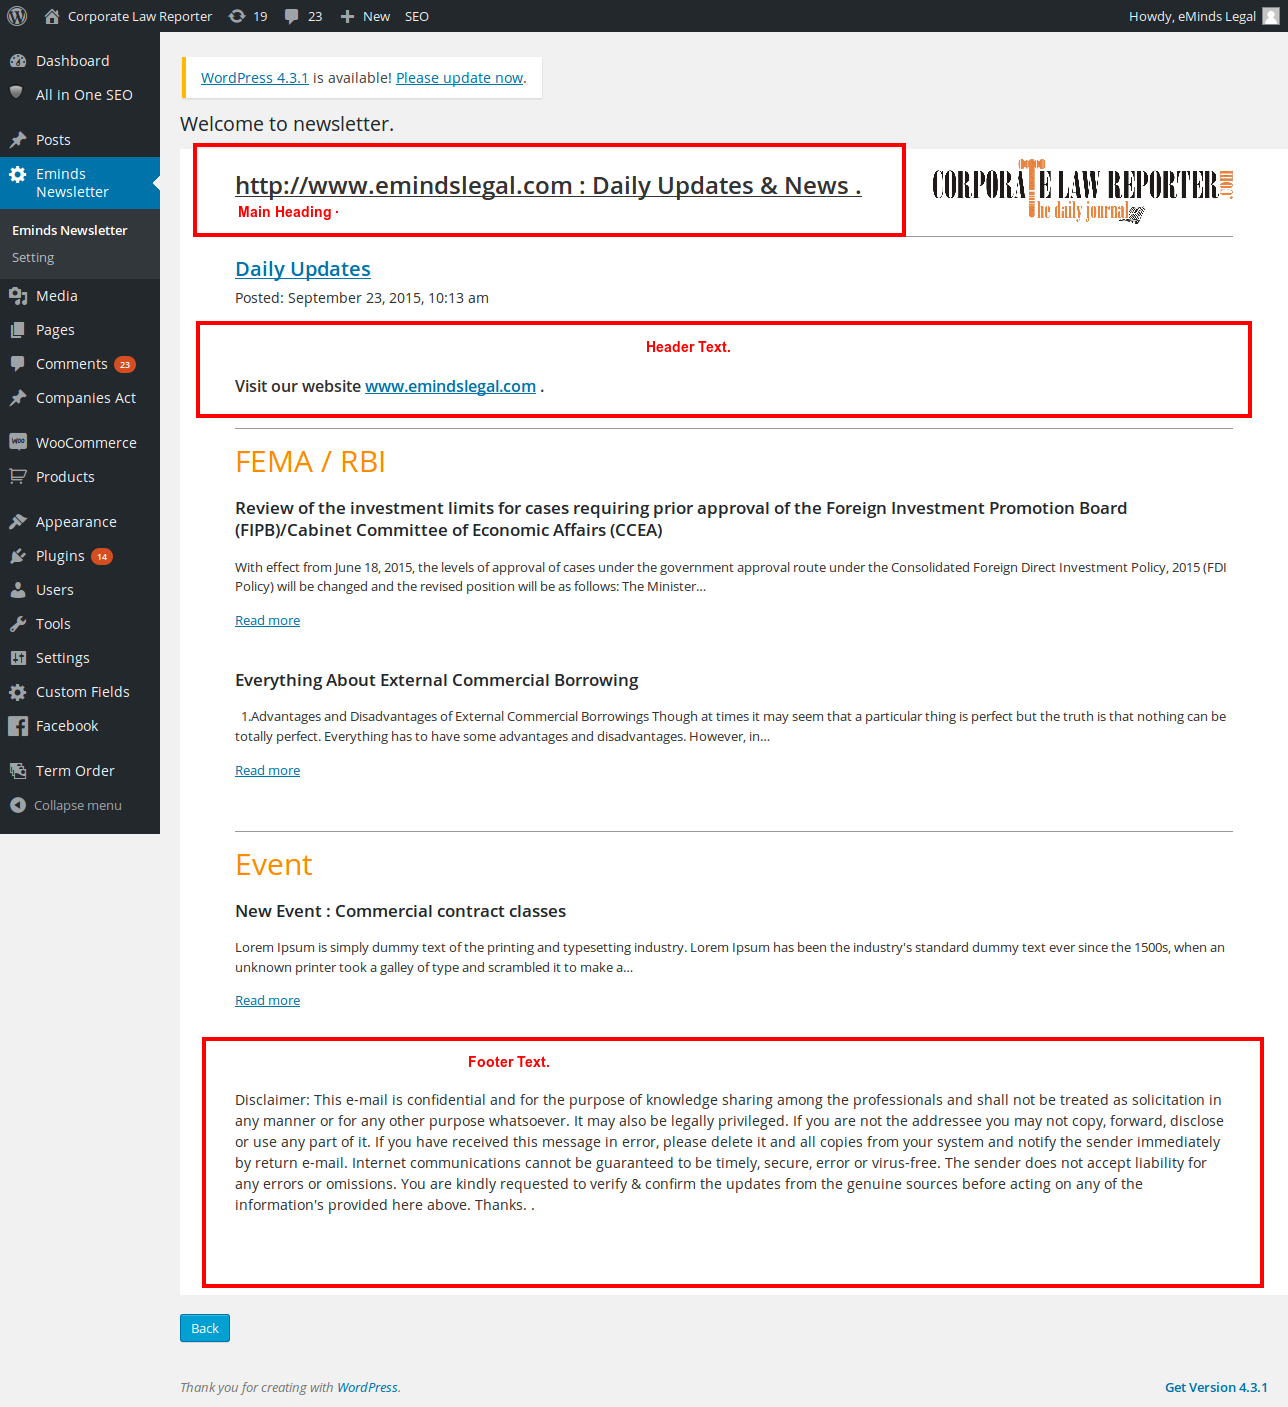 Corporate Law Reporter 19 23 New SEO Howdy, eMinds Legal
Dashboard
All in One SEO
Posts
Eminds
Newsletter
Eminds Newsletter
Setting
Media
Pages
Comments 23
Companies Act
WooCommerce
Products
Appearance
Plugins 14
Users
Tools
Settings
Custom Fields
Facebook
Term Order
Collapse menu
WordPress 4.3.1 is available! Please update now.
Welcome to newsletter.
http://www.emindslegal.com : Daily Updates & News .
Main Heading .
CORPORATE LAW REPORTER
The daily journal
Daily Updates
Posted: September 23, 2015, 10:13 am
Header Text.
Visit our website www.emindslegal.com .
FEMA / RBI
Review of the investment limits for cases requiring prior approval of the Foreign Investment Promotion Board
(FIPB)/Cabinet Committee of Economic Affairs (CCEA)
With effect from June 18, 2015, the levels of approval of cases under the government approval route under the Consolidated Foreign Direct Investment Policy, 2015 (FDI
Policy) will be changed and the revised position will be as follows: The Minister...
Read more
Everything About External Commercial Borrowing
1.Advantages and Disadvantages of External Commercial Borrowings Though at times it may seem that a particular thing is perfect but the truth is that nothing can be
totally perfect. Everything has to have some advantages and disadvantages. However, in...
Read more
Event
New Event : Commercial contract classes
Lorem Ipsum is simply dummy text of the printing and typesetting industry. Lorem Ipsum has been the industry's standard dummy text ever since the 1500s, when an
unknown printer took a galley of type and scrambled it to make a...
Read more
Footer Text.
Disclaimer: This e-mail is confidential and for the purpose of knowledge sharing among the professionals and shall not be treated as solicitation in
any manner or for any other purpose whatsoever. It may also be legally privileged. If you are not the addressee you may not copy, forward, disclose
or use any part of it. If you have received this message in error, please delete it and all copies from your system and notify the sender immediately
by return e-mail. Internet communications cannot be guaranteed to be timely, secure, error or virus-free. The sender does not accept liability for
any errors or omissions. You are kindly requested to verify & confirm the updates from the genuine sources before acting on any of the
information's provided here above. Thanks. .
Back
Thank you for creating with WordPress.
Get Version 4.3.1